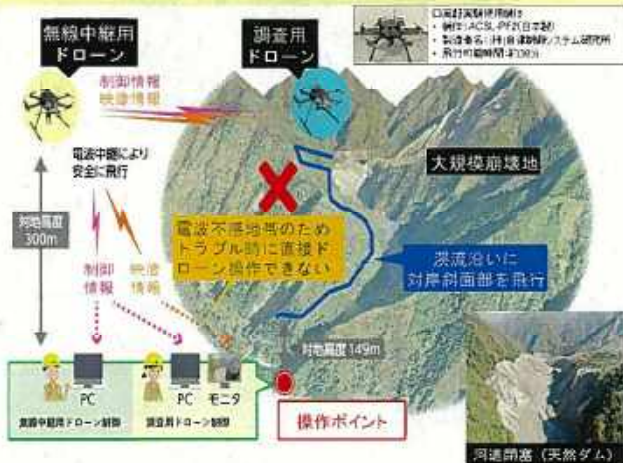 無線中継用
ドローン
調査用
ドローン
・機体:ACSL-PF2(日本製)
制御情報
映像情報
電波中継により
安全に飛行
大規模崩壊地
対地高度
300m
電波不感地帯のため
トラブル時に直接ド
ローン操作できない
渓流沿いに
対岸斜面部を飛行
制御
情報
映像
情報
対地高度149m
PC
PC
モニタ
無線中継用ドローン制御
調査用ドローン制御
操作ポイント
河道閉塞(天然ダム)